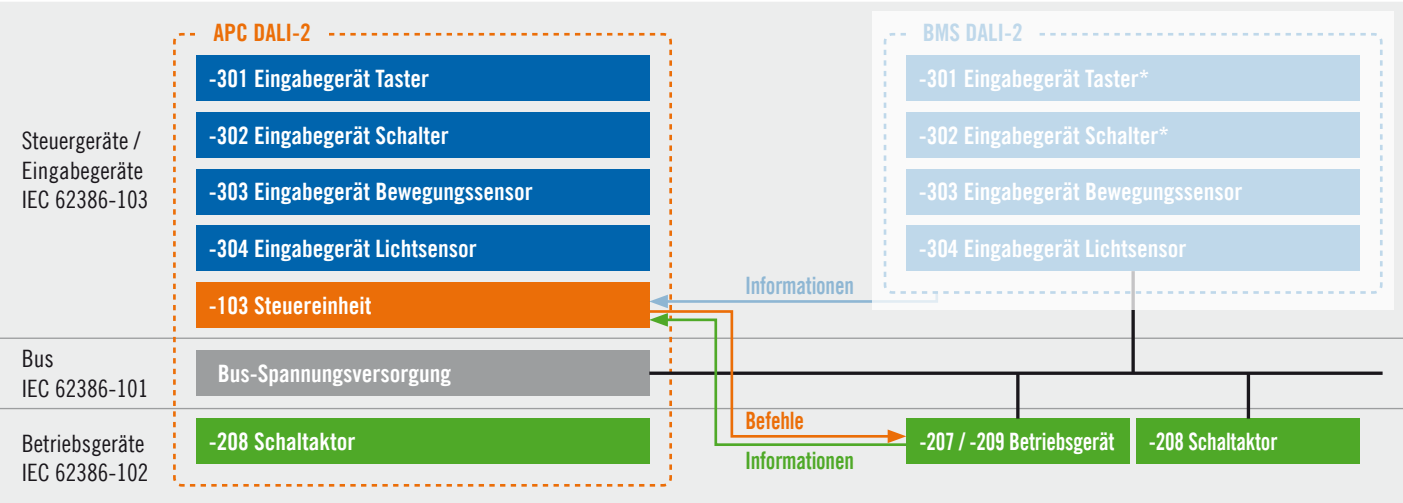 APC DALI-2
BMS DALI-2
-301 Eingabegerät Taster
-301 Eingabegerät Taster*
Steuergeräte /
Eingabegeräte
IEC 62386-103
-302 Eingabegerät Schalter
-302 Eingabegerät Schalter*
-303 Eingabegerät Bewegungssensor
-303 Eingabegerät Bewegungssensor
-304 Eingabegerät Lichtsensor
-304 Eingabegerät Lichtsensor
-103 Steuereinheit
Informationen
Bus
IEC 62386-101
Bus-Spannungsversorgung
Betriebsgeräte
IEC 62386-102
-208 Schaltaktor
Befehle
Informationen
-207 / -209 Betriebsgerät
-208 Schaltaktor